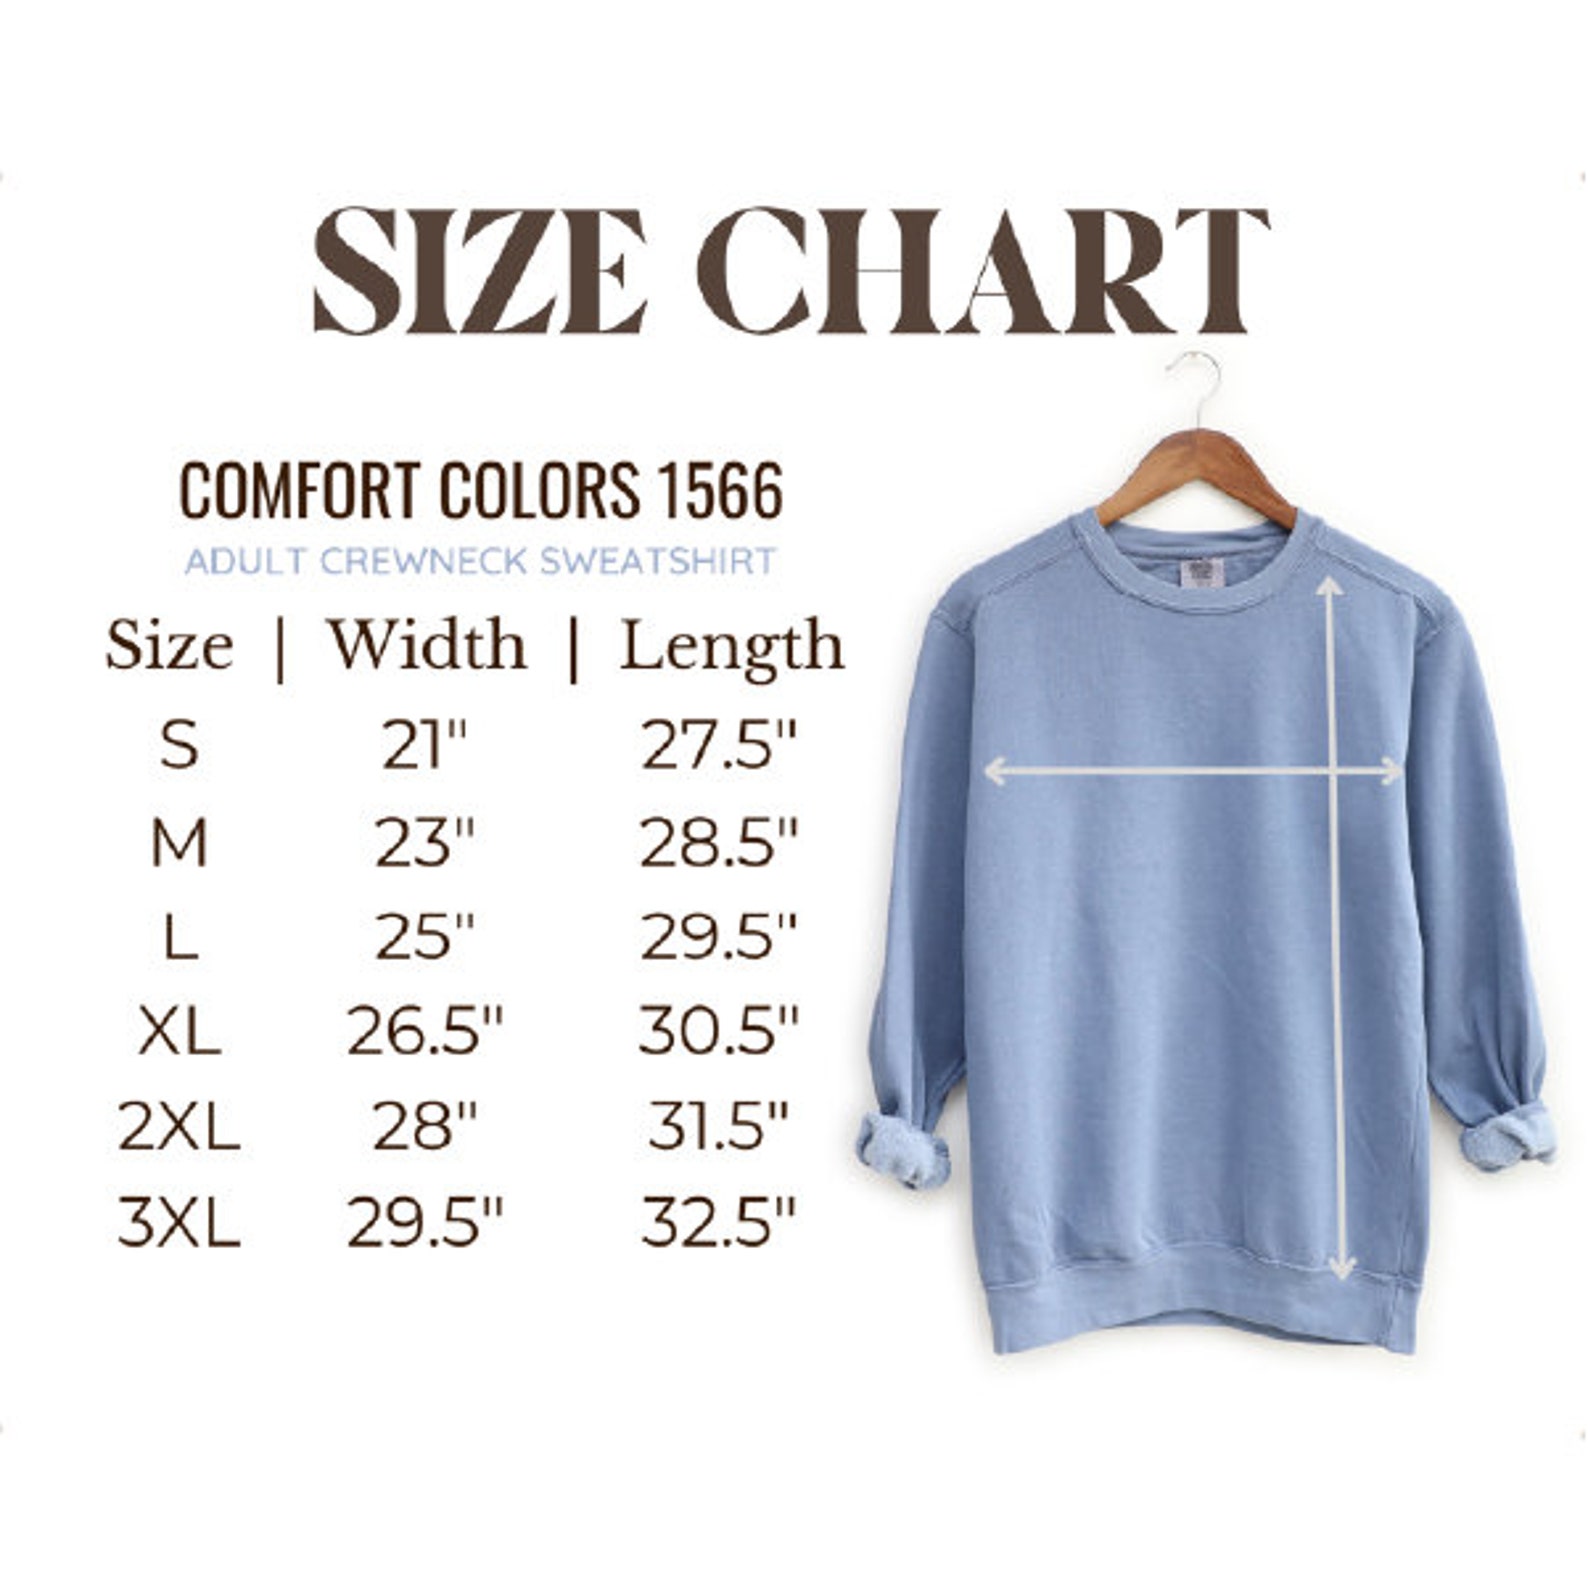 SIZE CHART
COMFORT COLORS 1566
ADULT CREWNECK SWEATSHIRT
Size | Width | Length
S 21" 27.5"
M 23" 28.5"
L 25" 29.5"
XL 26.5" 30.5"
2XL 28" 31.5"
3XL 29.5" 32.5"